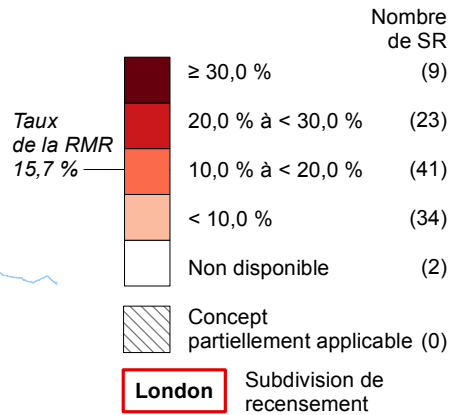 Nombre
de SR
≥ 30,0 % (9)
20,0 % à < 30,0 % (23)
Taux
de la RMR
15,7 %
10,0 % à < 20,0 % (41)
< 10,0 % (34)
Non disponible (2)
Concept
partiellement applicable (0)
London
Subdivision de
recensement